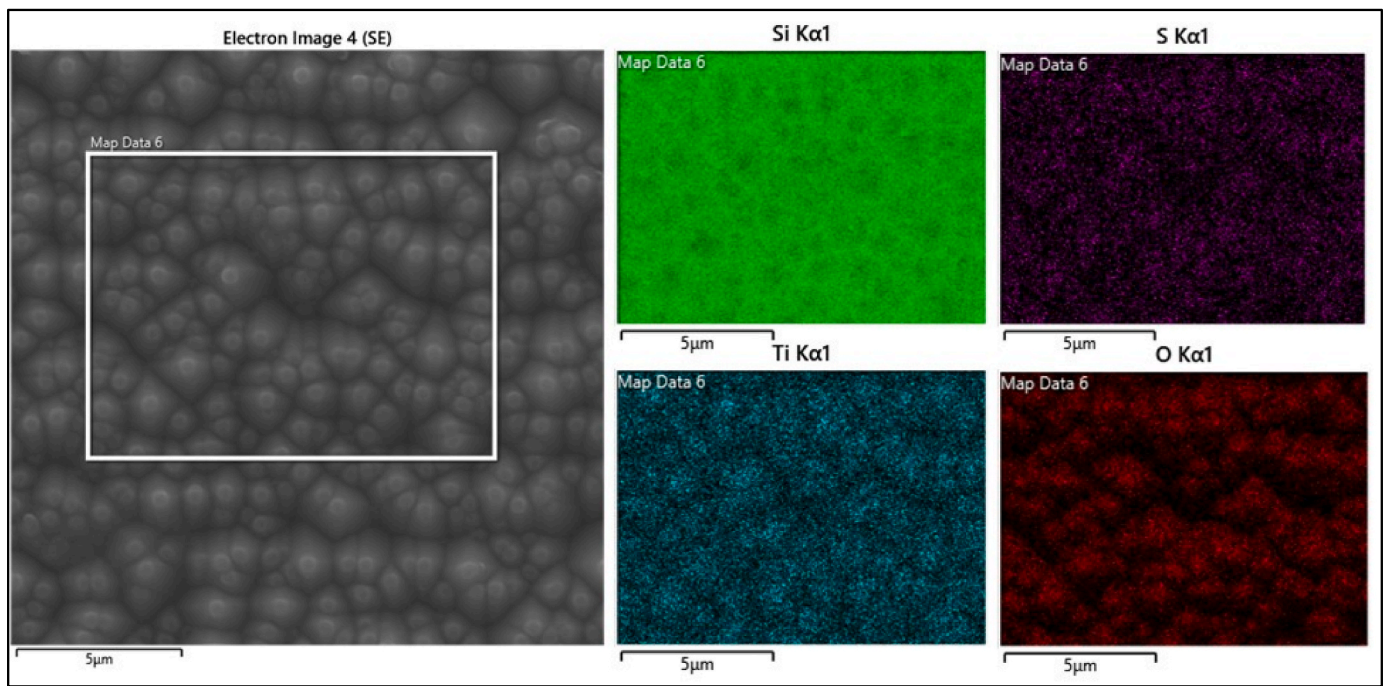 Electron Image 4 (SE)
Map Data 6
5μm
Si Kα1
Map Data 6
5μm
S Kα1
Map Data 6
5μm
Ti Kα1
Map Data 6
5μm
O Kα1
Map Data 6
5μm